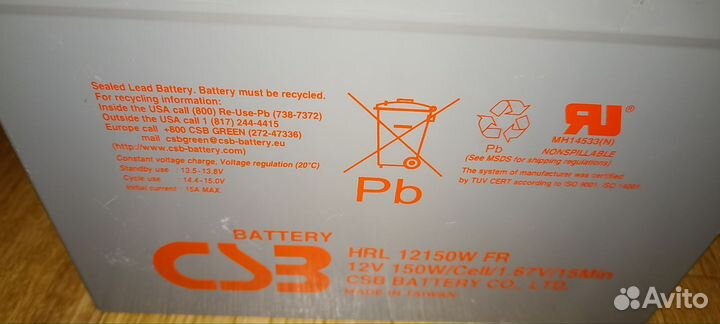 Sealed Lead Battery. Battery must be recycled.
For recycling information:
Inside the USA call (800) Re-Use-Pb (738-7372)
Outside the USA call 1 (817) 244-4415
Europe call +800 CSB GREEN (272-47336)
mail csbgreen@csb-battery.eu
(http://www.csb-battery.com)
Constant voltage charge, Voltage regulation (20°C)
Standby use : 13.5-13.8V
Cycle use : 14.4-15.0V
Initial current : 15A MAX.
Pb
Pb
RU ®
MH14533(N)
NONSPILLABLE
(See MSDS for shipping regulations)
The system of manufacturer was certified
by TUV CERT according to ISO 9001, ISO 14001
BATTERY
CSB
HRL 12150W FR
12V 150W/Cell/1.67V/15Min
CSB BATTERY CO., LTD.
MADE IN TAIWAN
Avito